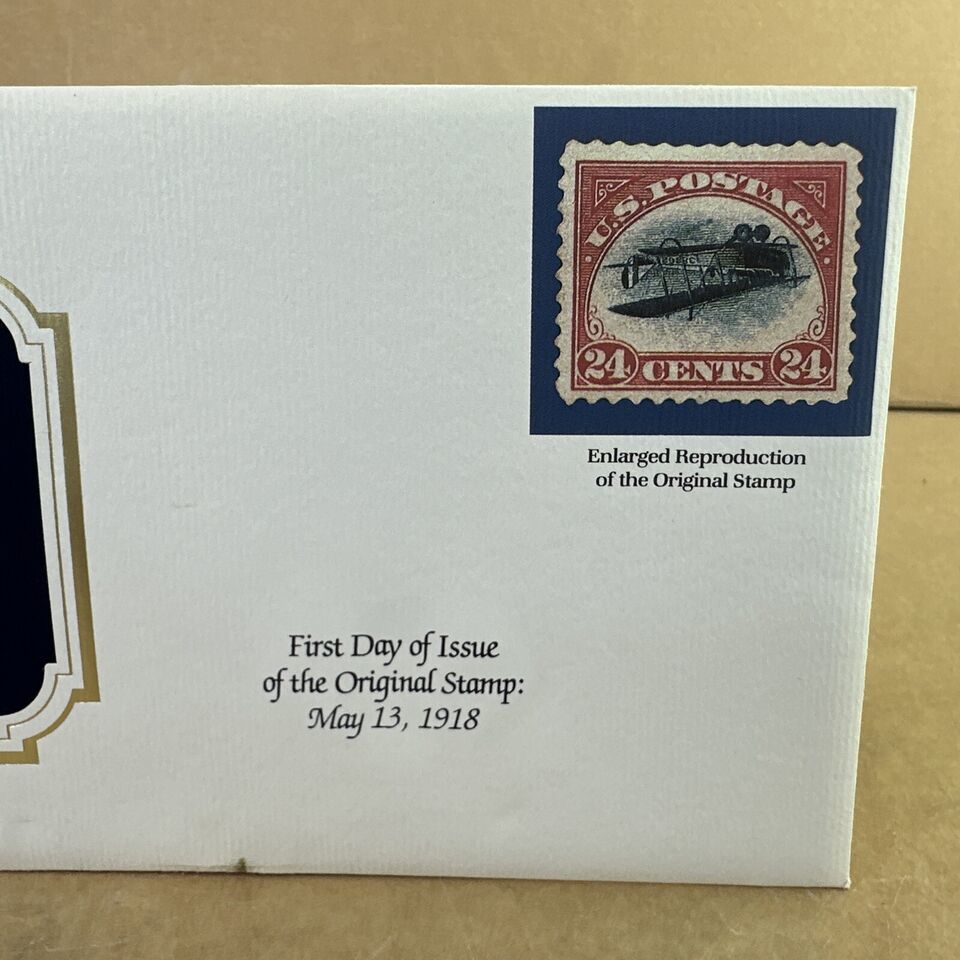 U.S. POSTAGE
24 CENTS 24
Enlarged Reproduction
of the Original Stamp
First Day of Issue
of the Original Stamp:
May 13, 1918